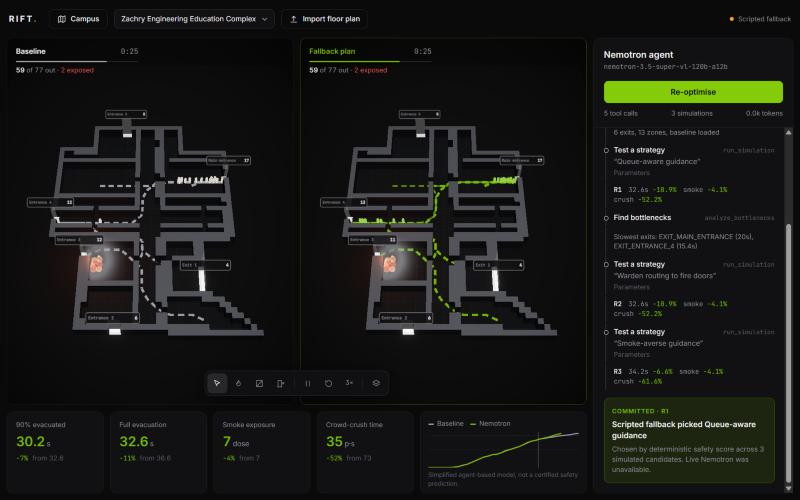 RIFT.
Campus
Zachry Engineering Education Complex
Import floor plan
Scripted fallback
Baseline 0:25
59 of 77 out · 2 exposed
Entrance 5 8
Main entrance 17
Entrance 4 13
Entrance 3 12
Exit 1 4
Entrance 2 6
Fallback plan 0:25
59 of 77 out · 2 exposed
Entrance 5 8
Main entrance 17
Entrance 4 13
Entrance 3 11
Exit 1 4
Entrance 2 6
3×
Nemotron agent
nemotron-3.5-super-vl-120b-a12b
Re-optimise
5 tool calls 3 simulations 0.0k tokens
6 exits, 13 zones, baseline loaded
Test a strategy run_simulation
“Queue-aware guidance”
Parameters
R1 32.6s -10.9% smoke -4.1%
crush -52.2%
Find bottlenecks analyze_bottlenecks
Slowest exits: EXIT_MAIN_ENTRANCE (20s),
EXIT_ENTRANCE_4 (15.4s)
Test a strategy run_simulation
“Warden routing to fire doors”
Parameters
R2 32.6s -10.9% smoke -4.1%
crush -52.2%
Test a strategy run_simulation
“Smoke-averse guidance”
Parameters
R3 34.2s -6.6% smoke -4.1%
crush -61.6%
COMMITTED · R1
Scripted fallback picked Queue-aware
guidance
Chosen by deterministic safety score across 3
simulated candidates. Live Nemotron was
unavailable.
90% evacuated
30.2 s
-7% from 32.6
Full evacuation
32.6 s
-11% from 36.6
Smoke exposure
7 dose
-4% from 7
Crowd-crush time
35 p·s
-52% from 73
Baseline Nemotron
Simplified agent-based model, not a certified safety
prediction.